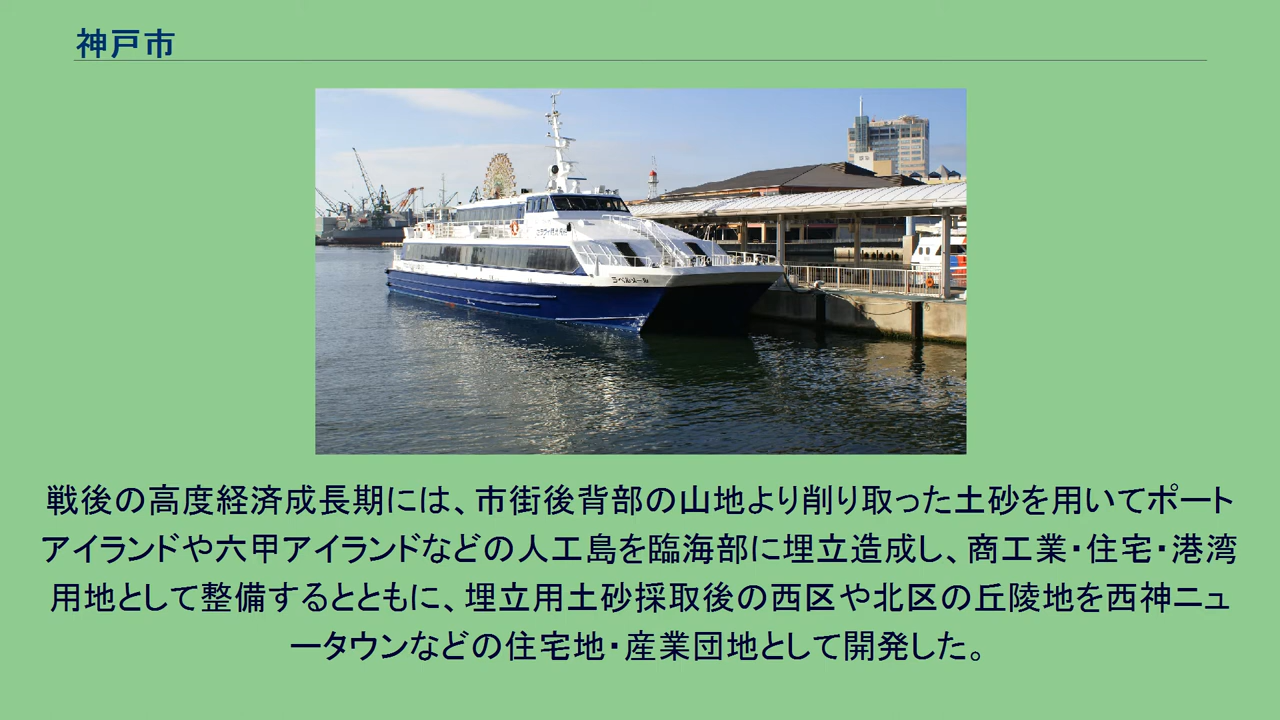 神戸市
戦後の高度経済成長期には、市街後背部の山地より削り取った土砂を用いてポート
アイランドや六甲アイランドなどの人工島を臨海部に埋立造成し、商工業・住宅・港湾
用地として整備するとともに、埋立用土砂採取後の西区や北区の丘陵地を西神ニュ
ータウンなどの住宅地・産業団地として開発した。